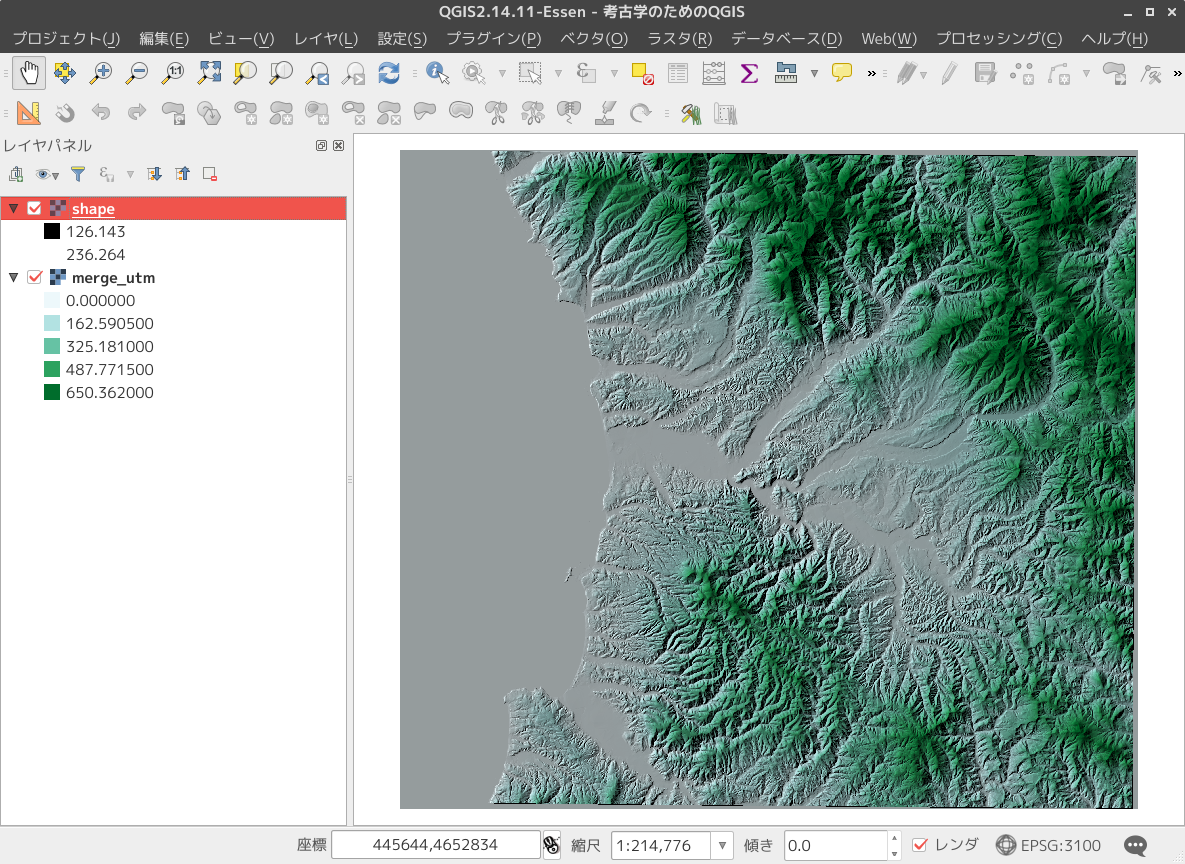 QGIS2.14.11-Essen - 考古学のためのQGIS
プロジェクト(J) 編集(E) ビュー(V) レイヤ(L) 設定(S) プラグイン(P) ベクタ(O) ラスタ(R) データベース(D) Web(W) プロセッシング(C) ヘルプ(H)
1:1
レイヤパネル
shape
126.143
236.264
merge_utm
0.000000
162.590500
325.181000
487.771500
650.362000
座標 445644,4652834 縮尺 1:214,776 傾き 0.0 レンダ EPSG:3100